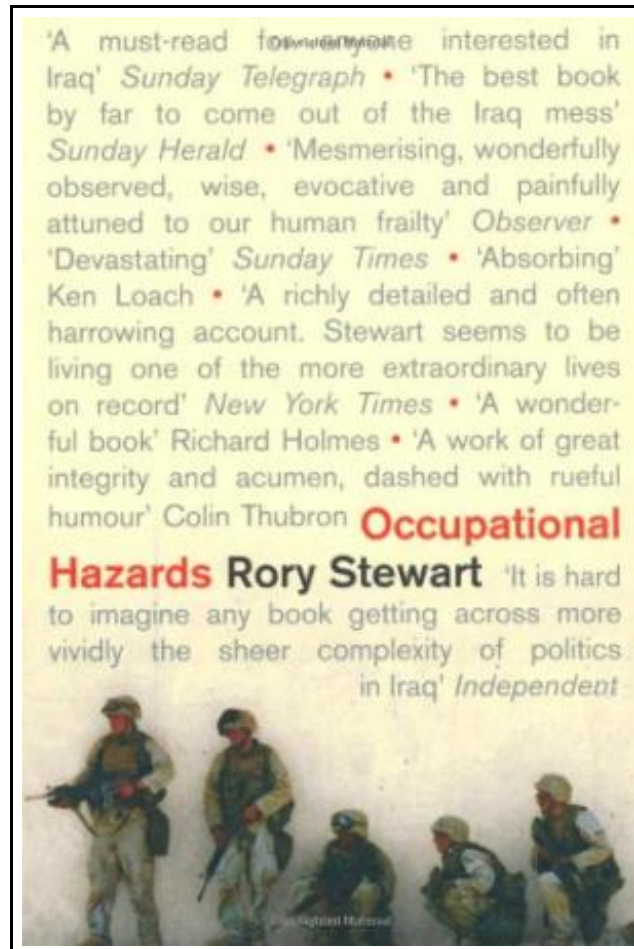 'A must-read for anyone interested in
Iraq' Sunday Telegraph • 'The best book
by far to come out of the Iraq mess'
Sunday Herald • 'Mesmerising, wonderfully
observed, wise, evocative and painfully
attuned to our human frailty' Observer •
'Devastating' Sunday Times • 'Absorbing'
Ken Loach • 'A richly detailed and often
harrowing account. Stewart seems to be
living one of the more extraordinary lives
on record' New York Times • 'A wonder-
ful book' Richard Holmes • 'A work of great
integrity and acumen, dashed with rueful
humour' Colin Thubron Occupational
Hazards Rory Stewart 'It is hard
to imagine any book getting across more
vividly the sheer complexity of politics
in Iraq' Independent
Copyrighted Material